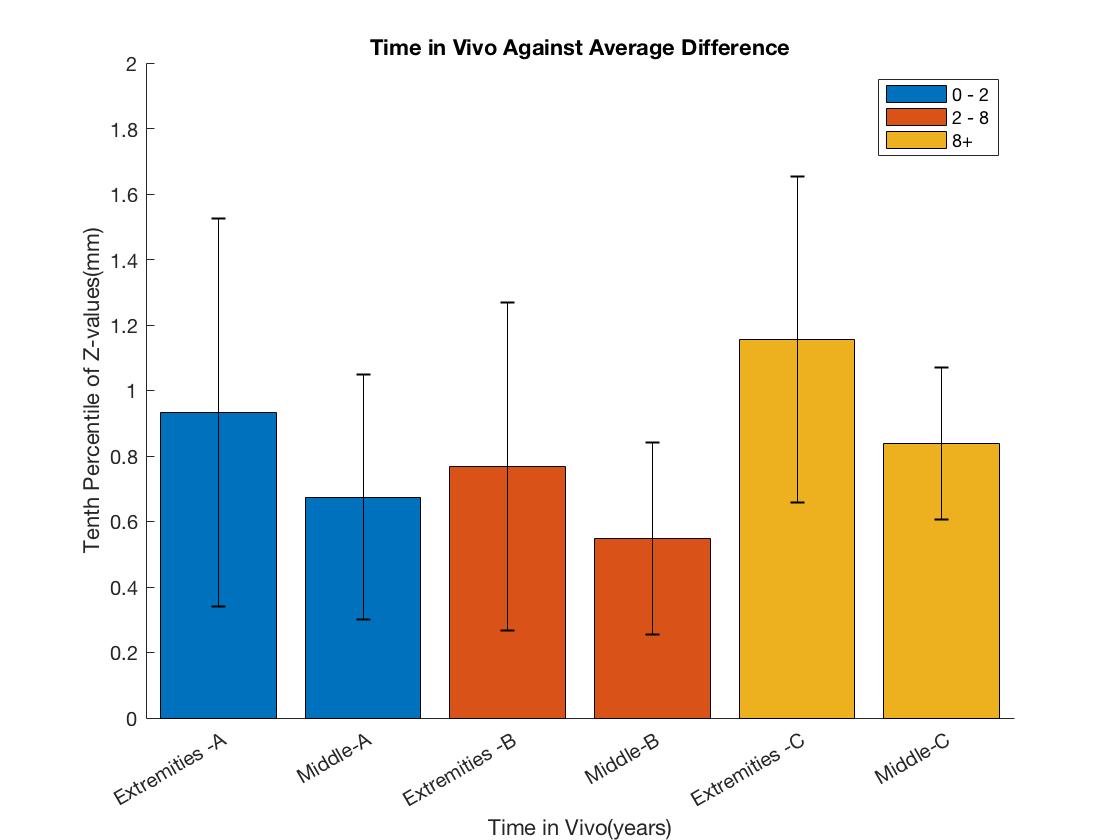 Time in Vivo Against Average Difference
0 - 2
2 - 8
8+
Tenth Percentile of Z-values(mm)
2
1.8
1.6
1.4
1.2
1
0.8
0.6
0.4
0.2
0
Extremities -A
Middle-A
Extremities -B
Middle-B
Extremities -C
Middle-C
Time in Vivo(years)